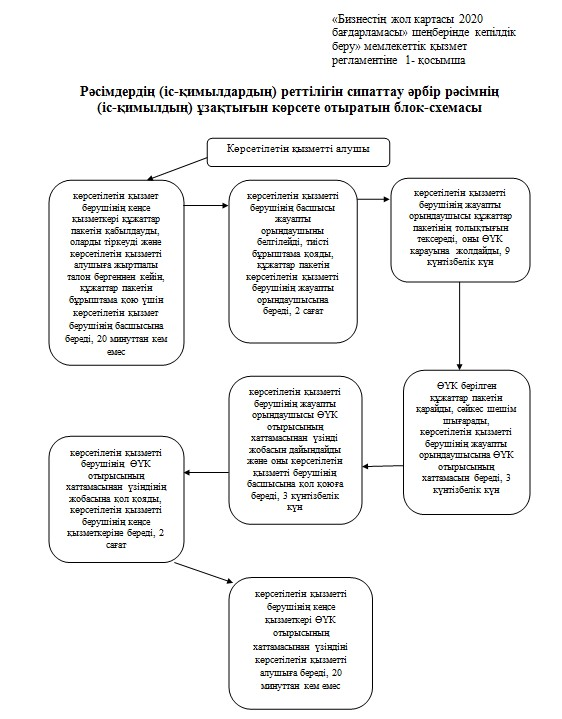 «Бизнестің жол картасы 2020
бағдарламасы» шеңберінде кепілдік
беру» мемлекеттік қызмет
регламентіне 1- қосымша
Рәсімдердің (іс-қимылдардың) реттілігін сипаттау әрбір рәсімнің
(іс-қимылдың) ұзақтығын көрсете отыратын блок-схемасы
Көрсетілетін қызметті алушы
көрсетілетін қызмет
берушінің кеңсе
қызметкері құжаттар
пакетін қабылдауды,
оларды тіркеуді және
көрсетілетін қызметті
алушыға жыртпалы
талон бергеннен кейін,
құжаттар пакетін
бұрыштама қою үшін
көрсетілетін қызмет
берушінің басшысына
береді, 20 минуттан кем
емес
көрсетілетін қызметті
берушінің басшысы
жауапты
орындаушыны
белгілейді, тиісті
бұрыштама қояды,
құжаттар пакетін
көрсетілетін қызметті
берушінің жауапты
орындаушысына
береді, 2 сағат
көрсетілетін қызметті
берушінің жауапты
орындаушысы құжаттар
пакетінің толықтығын
тексереді, оны ӨҮК
қарауына жолдайды, 9
күнтізбелік күн
ӨҮК берілген
құжаттар пакетін
қарайды, сәйкес шешім
шығарады,
көрсетілетін қызметті
берушінің жауапты
орындаушысына ӨҮК
отырысының
хаттамасын береді, 3
күнтізбелік күн
көрсетілетін қызметті
берушінің жауапты
орындаушысы ӨҮК
отырысының
хаттамасынан үзінді
жобасын дайындайды
және оны көрсетілетін
қызметті берушінің
басшысына қол қоюға
береді, 3 күнтізбелік
күн
көрсетілетін қызметті
берушінің ӨҮК
отырысының
хаттамасынан үзіндінің
жобасына қол қояды,
көрсетілетін қызметті
берушінің кеңсе
қызметкеріне береді, 2
сағат
көрсетілетін қызметті
берушінің кеңсе
қызметкері ӨҮК
отырысының
хаттамасынан үзіндіні
көрсетілетін қызметті
алушыға береді, 20
минуттан кем емес